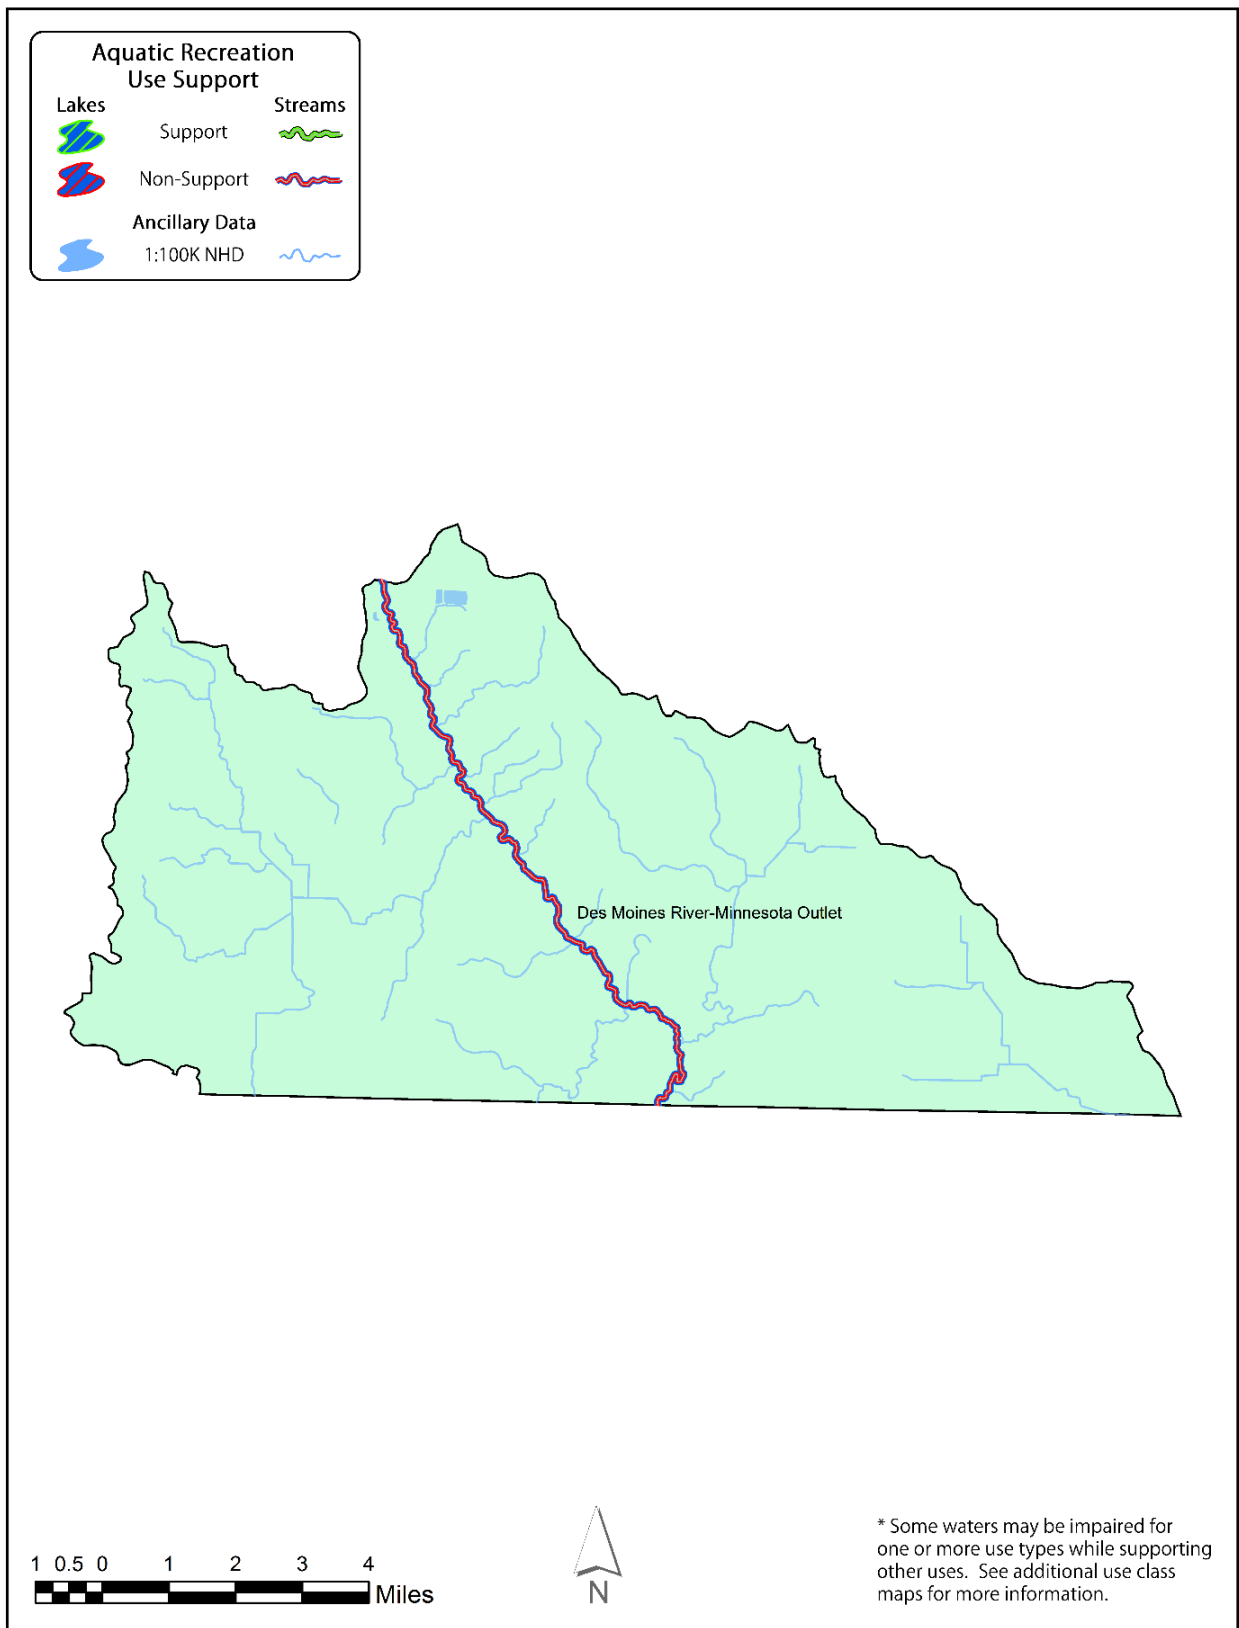 Aquatic Recreation
Use Support
Lakes
Streams
Support
Non-Support
Ancillary Data
1:100K NHD
Des Moines River-Minnesota Outlet
1 0.5 0 1 2 3 4
Miles
N
* Some waters may be impaired for
one or more use types while supporting
other uses. See additional use class
maps for more information.